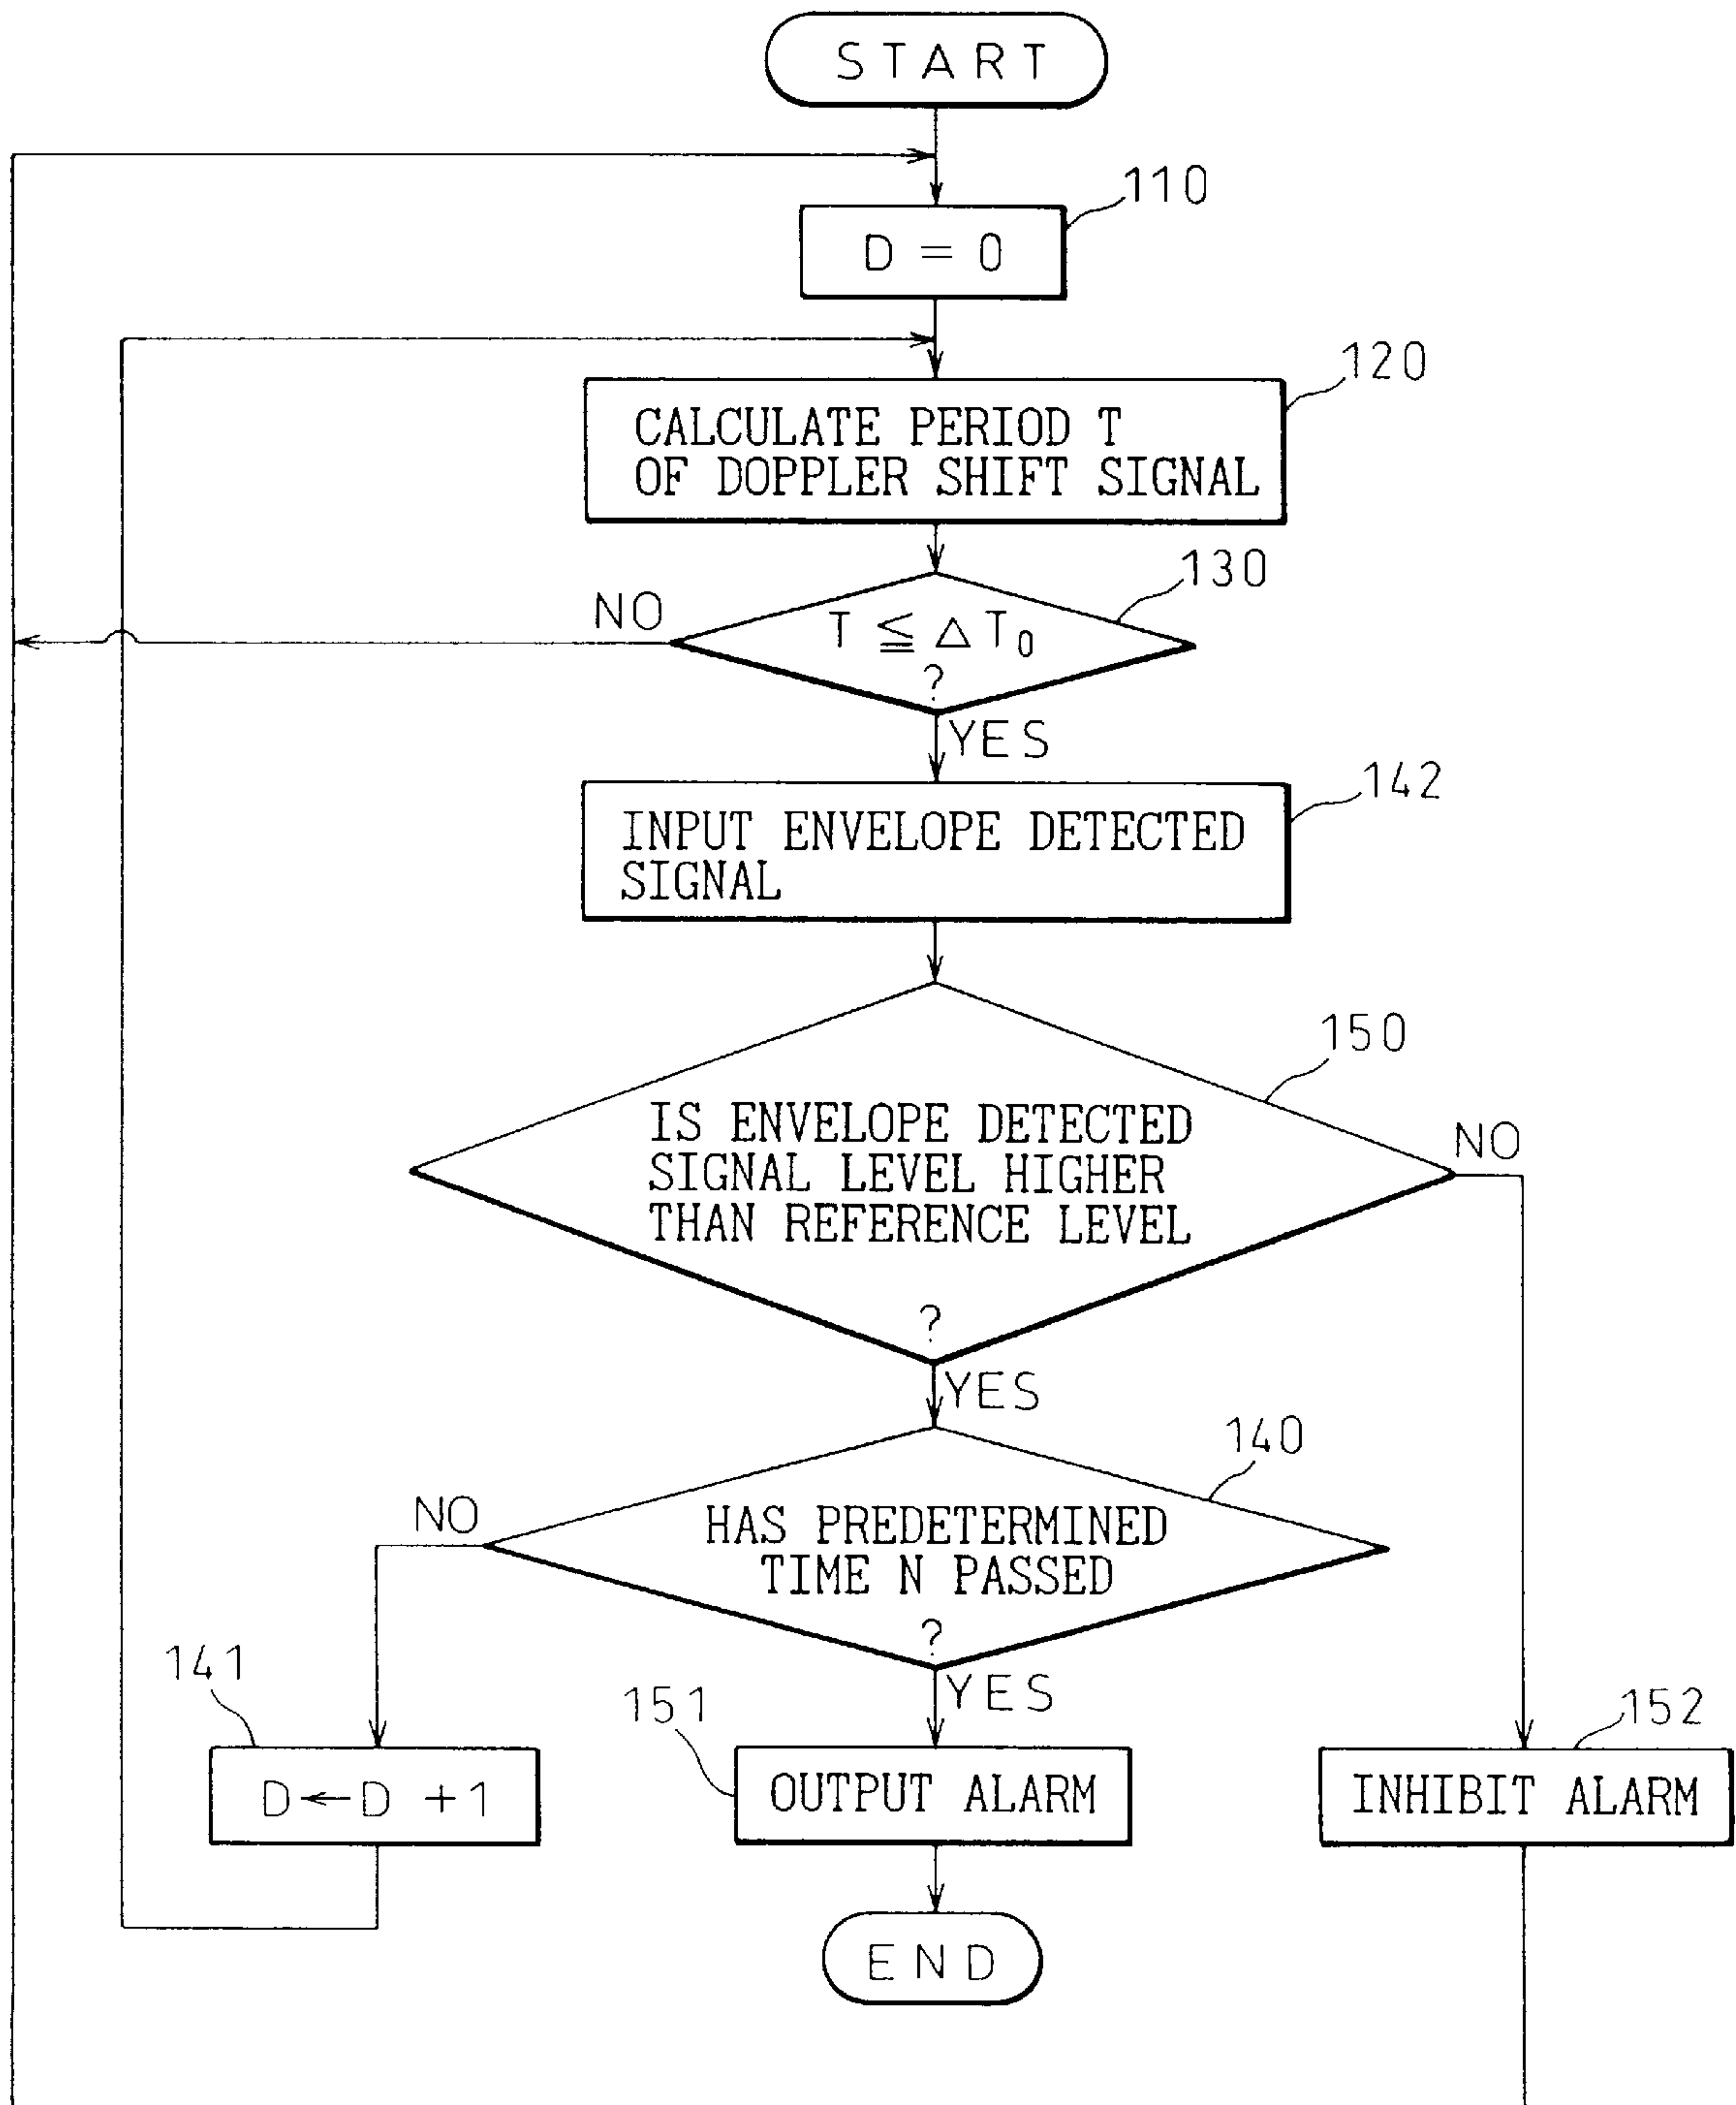 START
110
D = 0
120
CALCULATE PERIOD T
OF DOPPLER SHIFT SIGNAL
130
NO
T ≦ △ T₀
?
YES
142
INPUT ENVELOPE DETECTED
SIGNAL
150
IS ENVELOPE DETECTED
SIGNAL LEVEL HIGHER
THAN REFERENCE LEVEL
?
NO
YES
140
NO
HAS PREDETERMINED
TIME N PASSED
?
YES
141
D←D +1
151
OUTPUT ALARM
152
INHIBIT ALARM
END